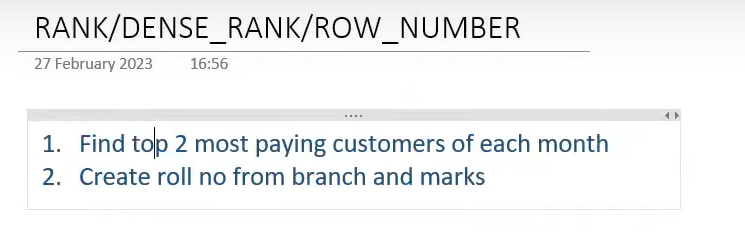 RANK/DENSE_RANK/ROW_NUMBER
27 February 2023 16:56
1. Find top 2 most paying customers of each month
2. Create roll no from branch and marks